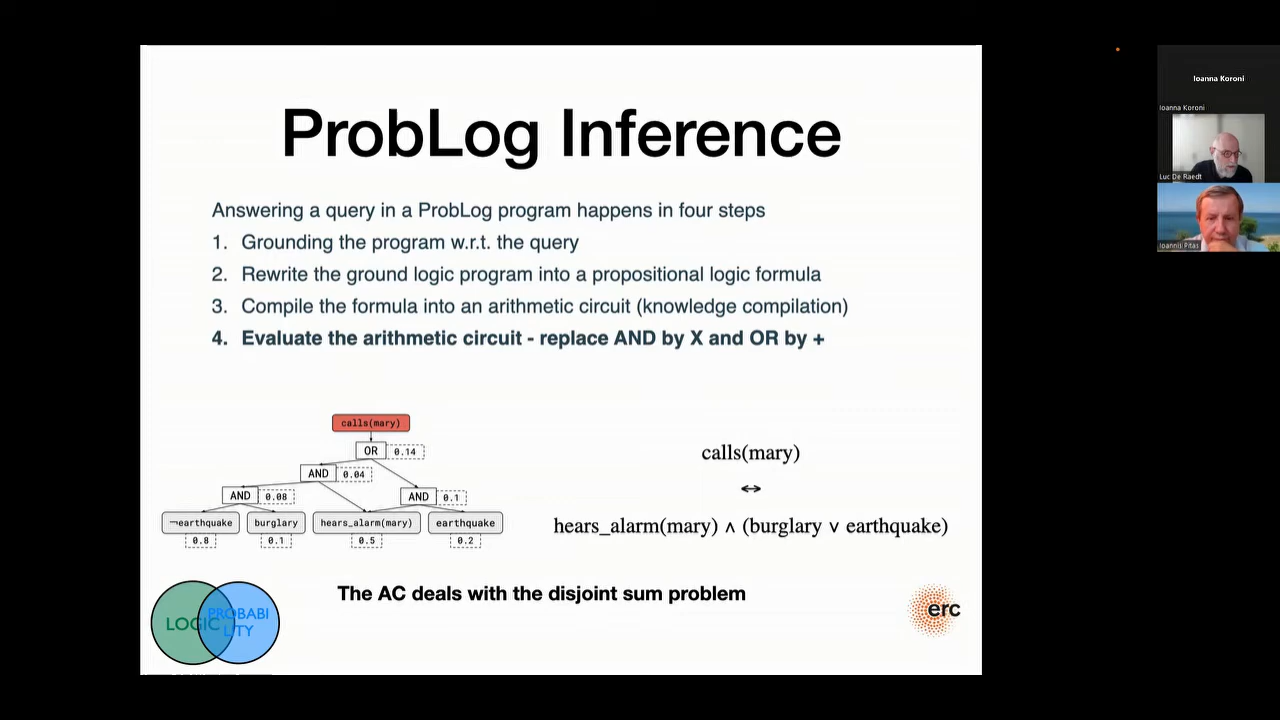 ProbLog Inference
Answering a query in a ProbLog program happens in four steps
1. Grounding the program w.r.t. the query
2. Rewrite the ground logic program into a propositional logic formula
3. Compile the formula into an arithmetic circuit (knowledge compilation)
4. Evaluate the arithmetic circuit - replace AND by X and OR by +
calls(mary)
OR 0.14
AND 0.04
AND 0.08 AND 0.1
¬earthquake burglary hears_alarm(mary) earthquake
0.8 0.1 0.5 0.2
calls(mary)
↔
hears_alarm(mary) ∧ (burglary ∨ earthquake)
The AC deals with the disjoint sum problem
LOGIC
PROBABI
LITY
erc
Ioanna Koroni
Ioanna Koroni
Luc De Raedt
Ioannis Pitas